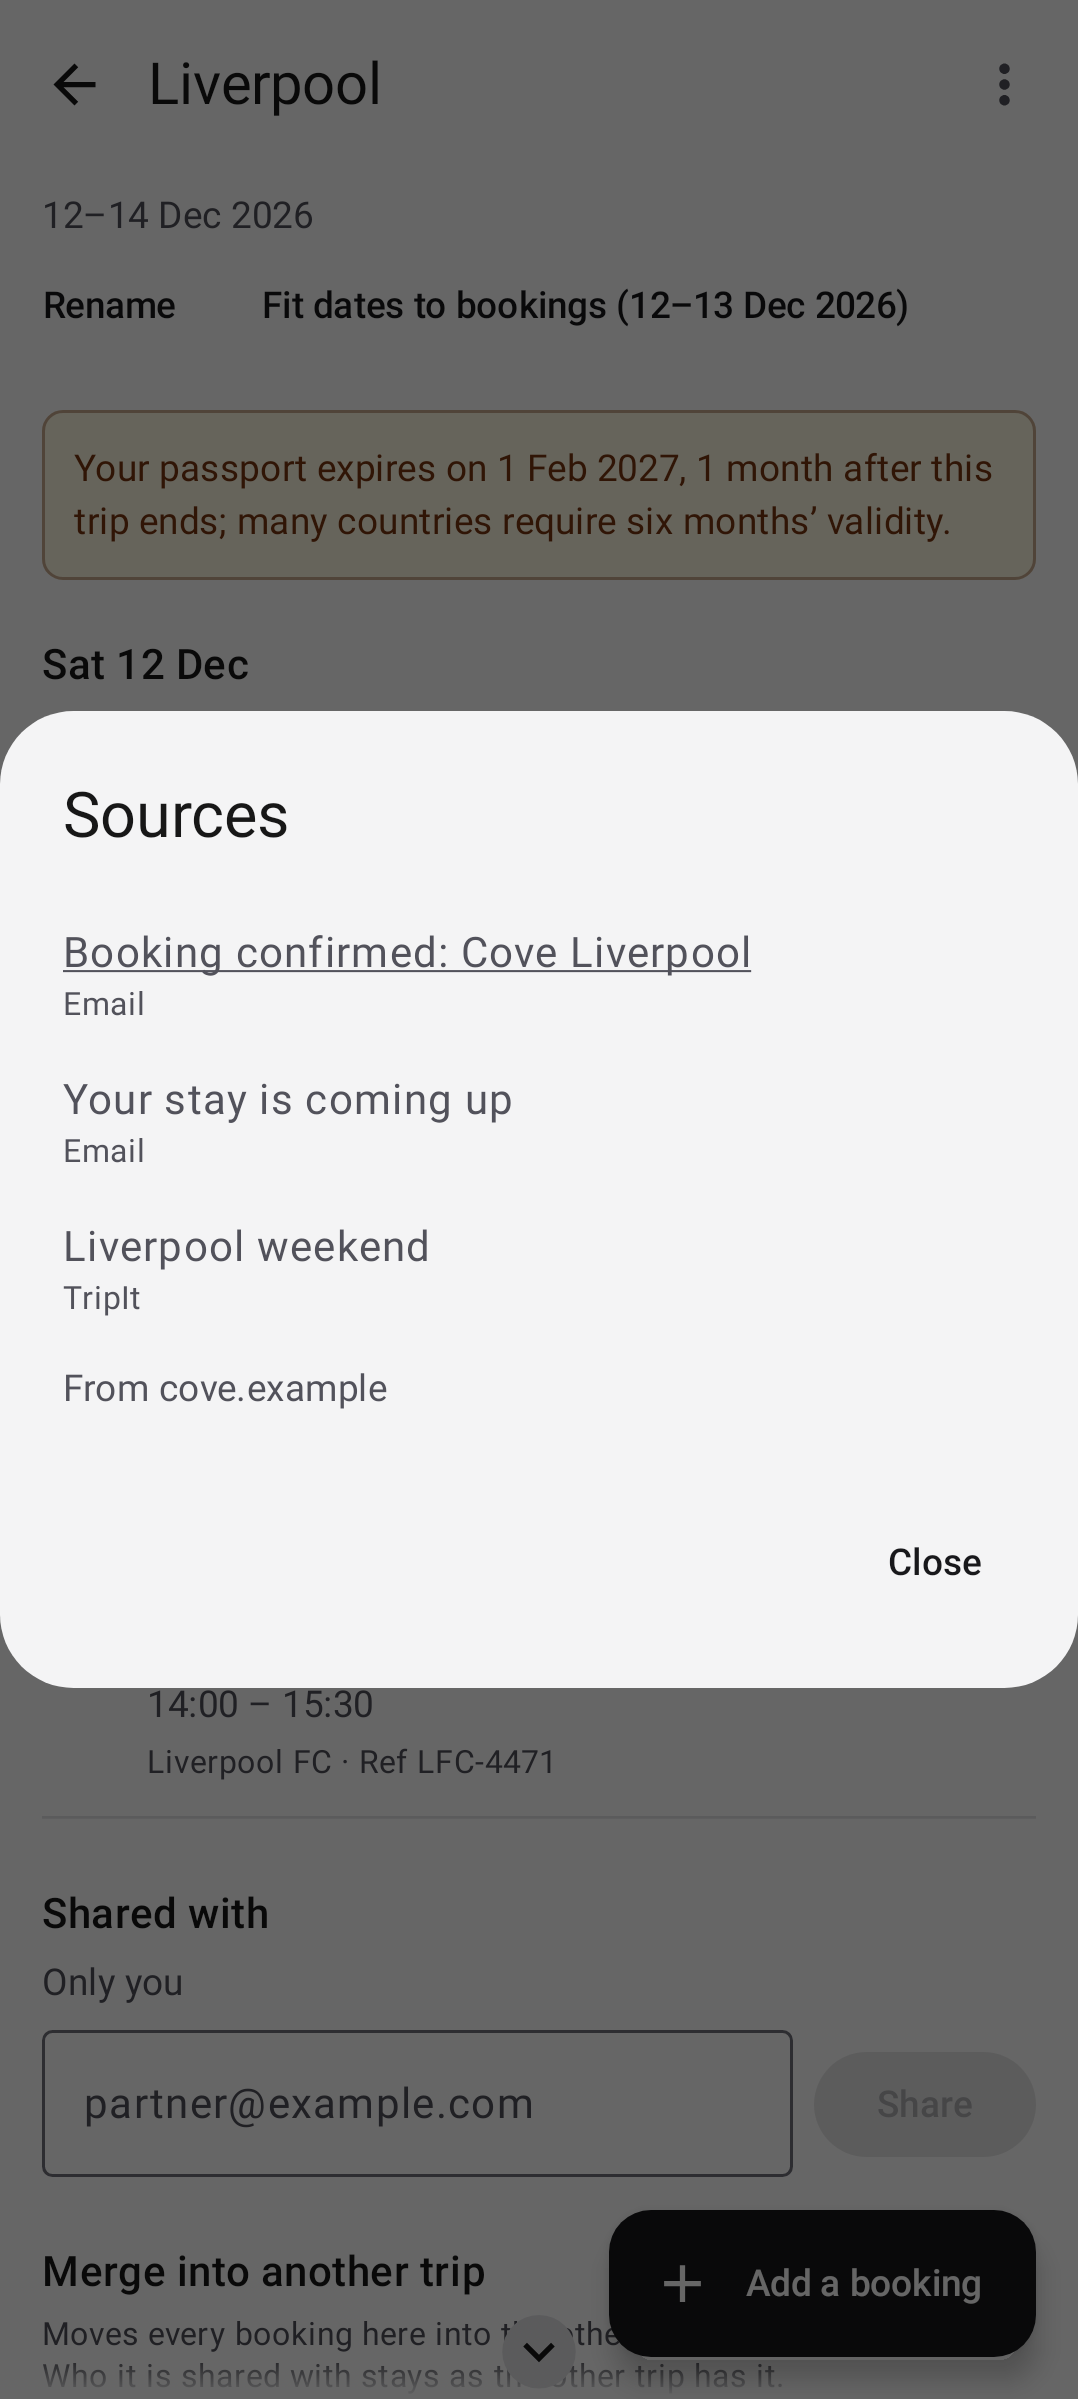 Liverpool
12–14 Dec 2026
Rename
Fit dates to bookings (12–13 Dec 2026)
Your passport expires on 1 Feb 2027, 1 month after this
trip ends; many countries require six months’ validity.
Sat 12 Dec
Sources
Booking confirmed: Cove Liverpool
Email
Your stay is coming up
Email
Liverpool weekend
TripIt
From cove.example
Close
14:00 – 15:30
Liverpool FC · Ref LFC-4471
Shared with
Only you
partner@example.com
Share
Merge into another trip
Add a booking
Moves every booking here into
Who it is shared with stays as other trip has it.